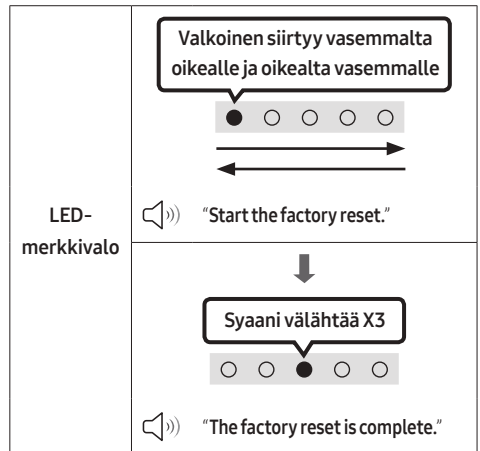 Valkoinen siirtyy vasemmalta
oikealle ja oikealta vasemmalle
LED-
merkkivalo
"Start the factory reset."
Syaani välähtää X3
"The factory reset is complete."